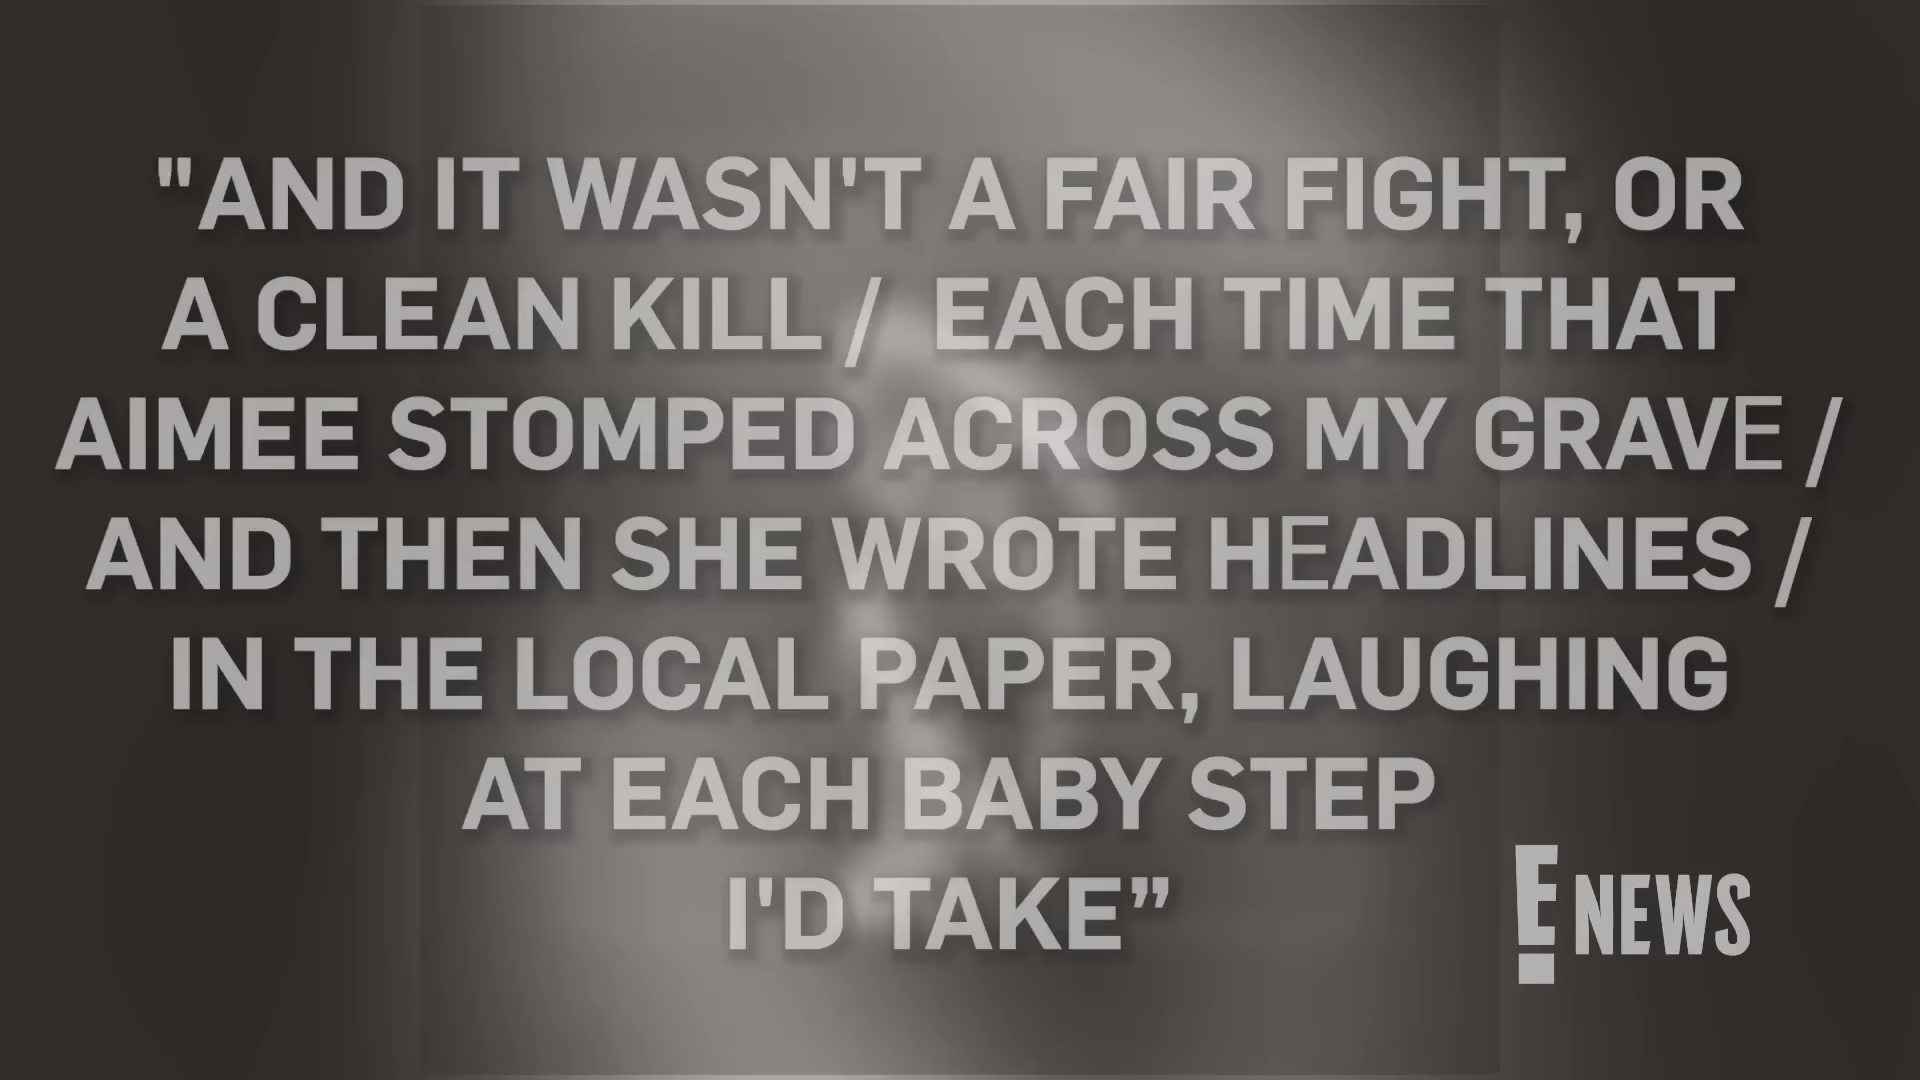 "AND IT WASN'T A FAIR FIGHT, OR
A CLEAN KILL / EACH TIME THAT
AIMEE STOMPED ACROSS MY GRAVE /
AND THEN SHE WROTE HEADLINES /
IN THE LOCAL PAPER, LAUGHING
AT EACH BABY STEP
I'D TAKE”
E! NEWS